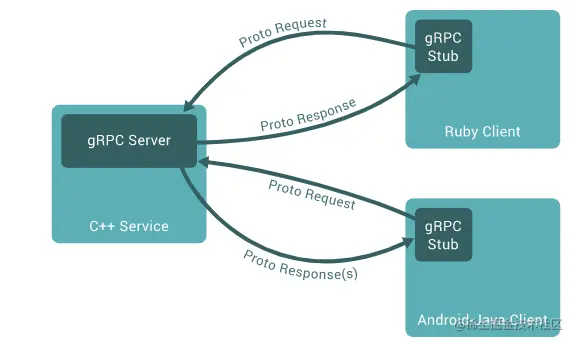 Proto Request
gRPC
Stub
Ruby Client
Proto Response
gRPC Server
C++ Service
Proto Request
gRPC
Stub
Proto Response(s)
Android-Java Client
@稀土掘金技术社区